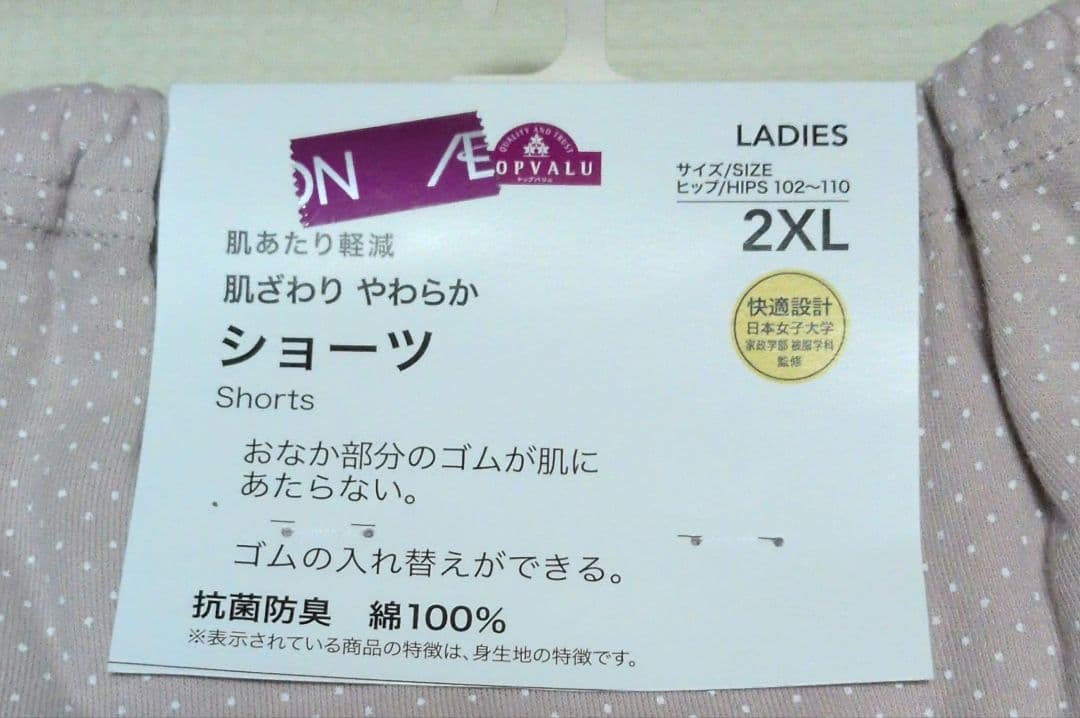 ON Æ
QUALITY AND TRUST
OPVALU
トップバリュ
LADIES
サイズ/SIZE
ヒップ/HIPS 102〜110
2XL
肌あたり軽減
肌ざわり やわらか
ショーツ
Shorts
快適設計
日本女子大学
家政学部 被服学科
監修
おなか部分のゴムが肌に
あたらない。
ゴムの入れ替えができる。
抗菌防臭 綿100%
※表示されている商品の特徴は、身生地の特徴です。